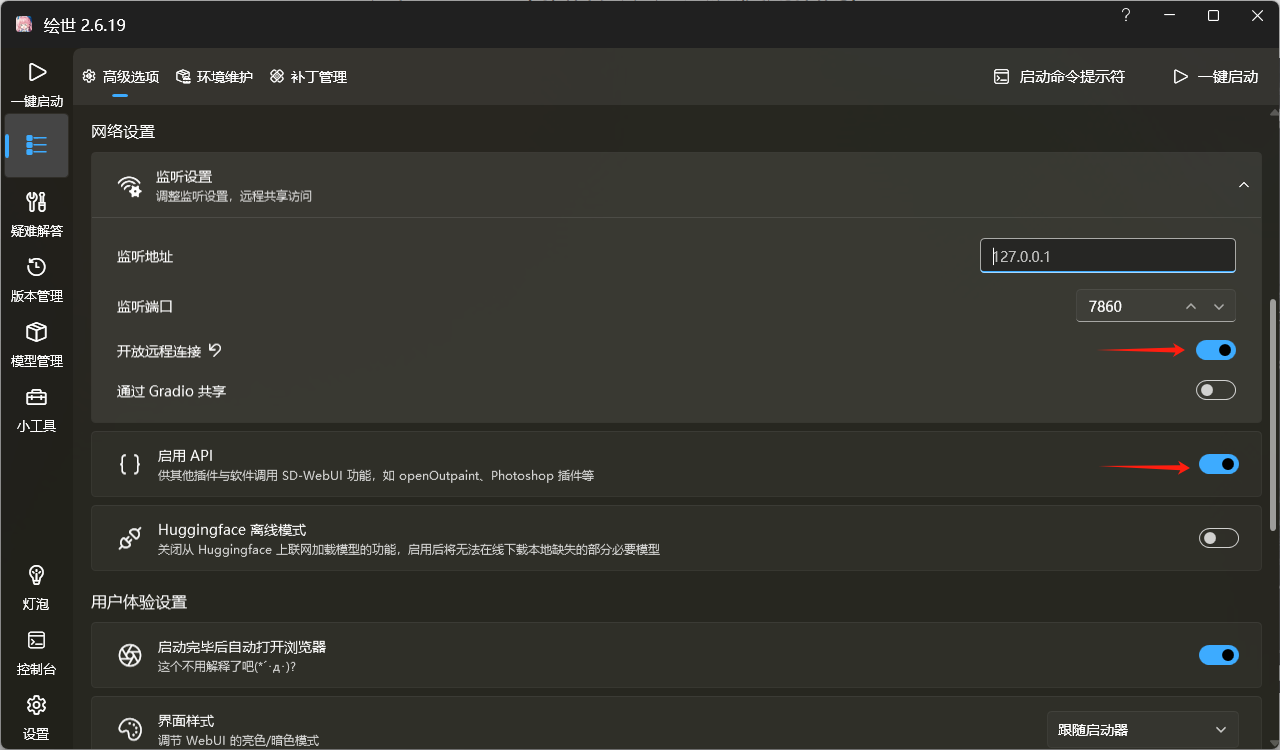 绘世 2.6.19
?
高级选项
环境维护
补丁管理
启动命令提示符
一键启动
一键启动
疑难解答
版本管理
模型管理
小工具
灯泡
控制台
设置
网络设置
监听设置
调整监听设置，远程共享访问
监听地址
127.0.0.1
监听端口
7860
开放远程连接
通过 Gradio 共享
启用 API
供其他插件与软件调用 SD-WebUI 功能，如 openOutpaint、Photoshop 插件等
Huggingface 离线模式
关闭从 Huggingface 上联网加载模型的功能，启用后将无法在线下载本地缺失的部分必要模型
用户体验设置
启动完毕后自动打开浏览器
这个不用解释了吧(*´·д·)?
界面样式
调节 WebUI 的亮色/暗色模式
跟随启动器